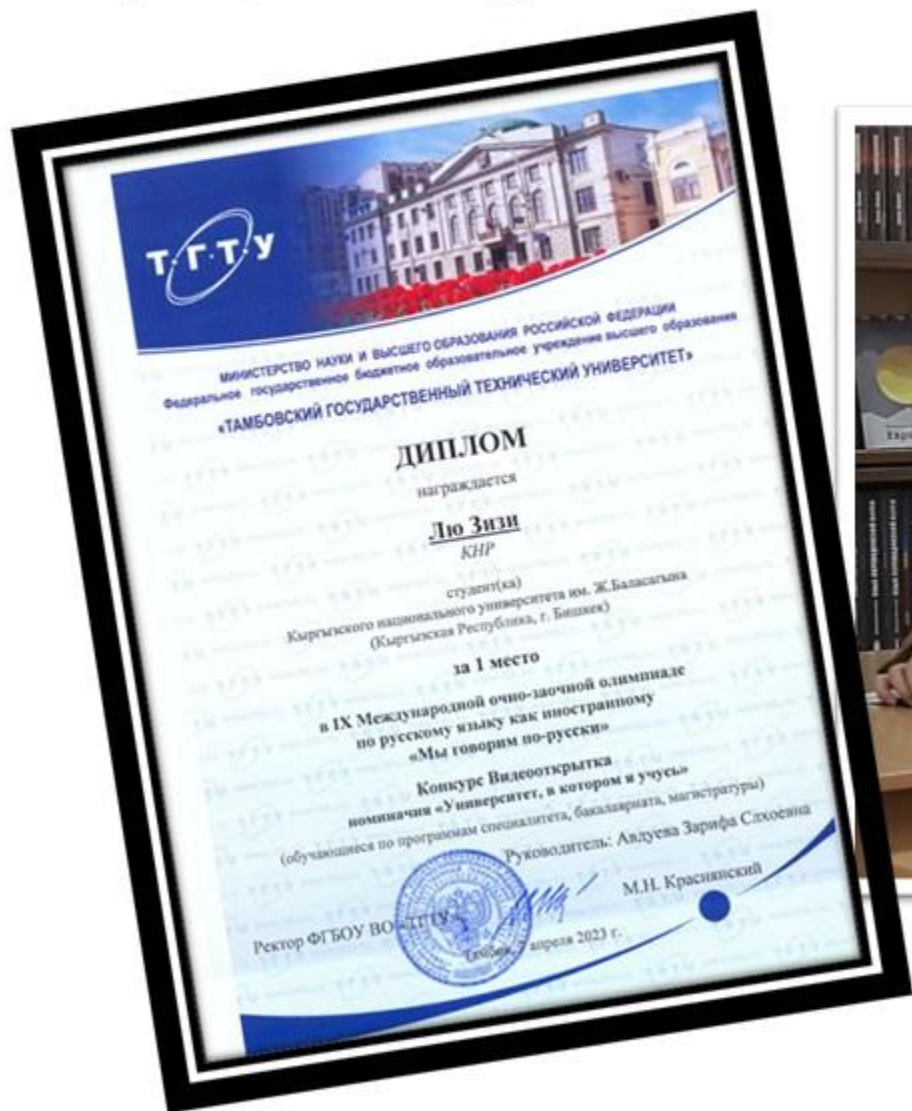 Т·Г·Т·У
МИНИСТЕРСТВО НАУКИ И ВЫСШЕГО ОБРАЗОВАНИЯ РОССИЙСКОЙ ФЕДЕРАЦИИ
Федеральное государственное бюджетное образовательное учреждение высшего образования
«ТАМБОВСКИЙ ГОСУДАРСТВЕННЫЙ ТЕХНИЧЕСКИЙ УНИВЕРСИТЕТ»
ДИПЛОМ
награждается
Лю Зизи
КНР
студент(ка)
Кыргызского национального университета им. Ж.Баласагына
(Кыргызская Республика, г. Бишкек)
за 1 место
в IX Международной очно-заочной олимпиаде
по русскому языку как иностранному
«Мы говорим по-русски»
Конкурс Видеооткрытка
номинация «Университет, в котором я учусь»
(обучающиеся по программам специалитета, бакалавриата, магистратуры)
Руководитель: Авдуева Зарифа Слхоевна
Ректор ФГБОУ ВО «ТГТУ»
М.Н. Краснянский
апреля 2023 г.